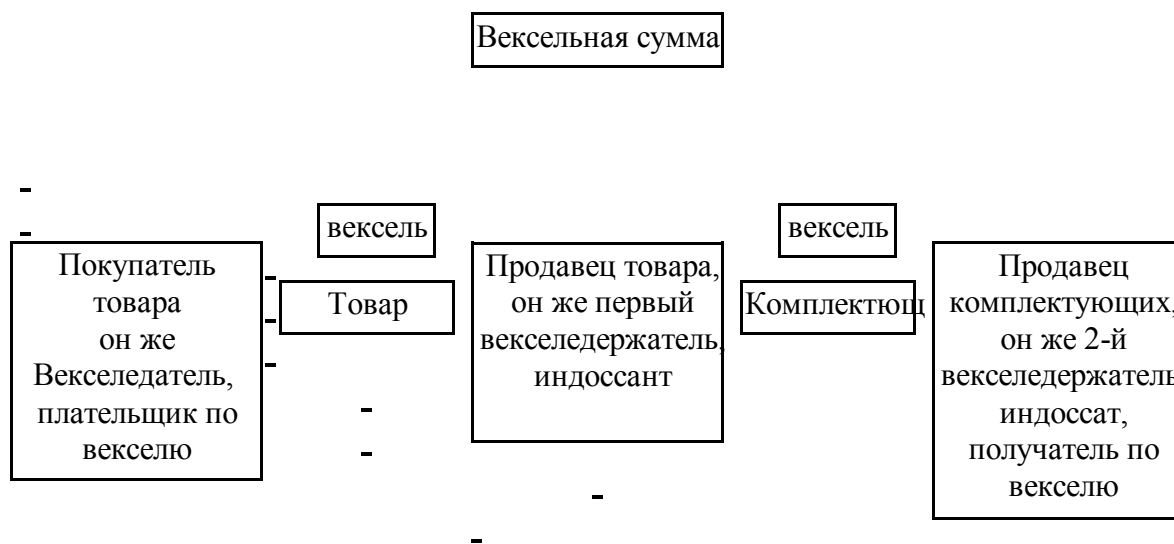 Вексельная сумма
вексель
вексель
Покупатель
товара
он же
Векселедатель,
плательщик по
векселю
Товар
Продавец товара,
он же первый
векселедержатель,
индоссант
Комплектющ
Продавец
комплектующих,
он же 2-й
векселедержатель
индоссат,
получатель по
векселю